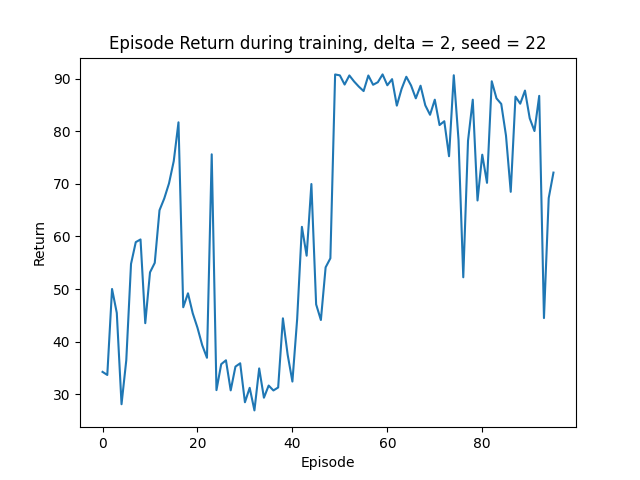 Episode Return during training, delta = 2, seed = 22
90
80
70
60
50
40
30
Return
0 20 40 60 80
Episode